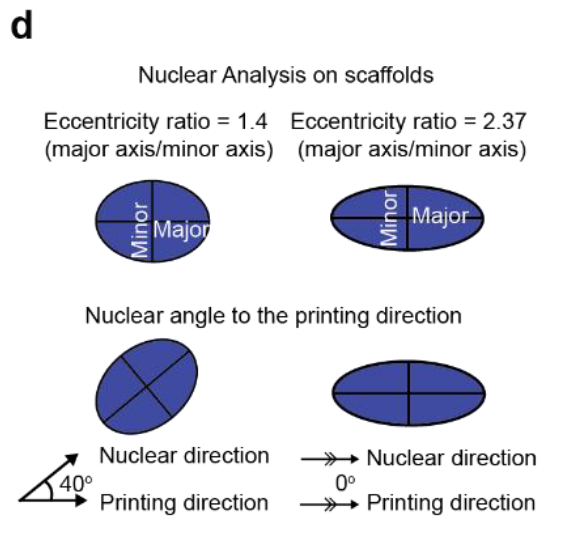 d
Nuclear Analysis on scaffolds
Eccentricity ratio = 1.4
(major axis/minor axis)
Eccentricity ratio = 2.37
(major axis/minor axis)
Minor
Major
Minor
Major
Nuclear angle to the printing direction
Nuclear direction
40°
Printing direction
Nuclear direction
0°
Printing direction